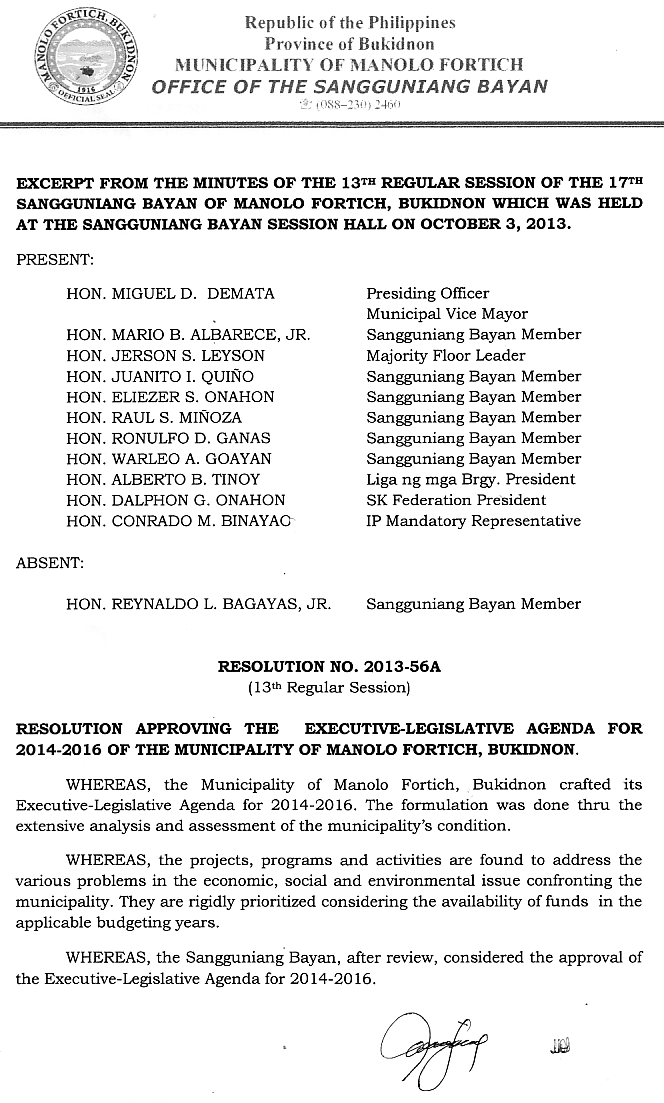 MANOLO FORTICH, BUKIDNON
1916
OFFICIAL SEAL
Republic of the Philippines
Province of Bukidnon
MUNICIPALITY OF MANOLO FORTICH
OFFICE OF THE SANGGUNIANG BAYAN
☏ (088–230) 2460
EXCERPT FROM THE MINUTES OF THE 13TH REGULAR SESSION OF THE 17TH
SANGGUNIANG BAYAN OF MANOLO FORTICH, BUKIDNON WHICH WAS HELD
AT THE SANGGUNIANG BAYAN SESSION HALL ON OCTOBER 3, 2013.
PRESENT:
HON. MIGUEL D. DEMATA Presiding Officer
Municipal Vice Mayor
HON. MARIO B. ALBARECE, JR. Sangguniang Bayan Member
HON. JERSON S. LEYSON Majority Floor Leader
HON. JUANITO I. QUIÑO Sangguniang Bayan Member
HON. ELIEZER S. ONAHON Sangguniang Bayan Member
HON. RAUL S. MIÑOZA Sangguniang Bayan Member
HON. RONULFO D. GANAS Sangguniang Bayan Member
HON. WARLEO A. GOAYAN Sangguniang Bayan Member
HON. ALBERTO B. TINOY Liga ng mga Brgy. President
HON. DALPHON G. ONAHON SK Federation President
HON. CONRADO M. BINAYAO IP Mandatory Representative
ABSENT:
HON. REYNALDO L. BAGAYAS, JR. Sangguniang Bayan Member
RESOLUTION NO. 2013-56A
(13th Regular Session)
RESOLUTION APPROVING THE EXECUTIVE-LEGISLATIVE AGENDA FOR
2014-2016 OF THE MUNICIPALITY OF MANOLO FORTICH, BUKIDNON.
WHEREAS, the Municipality of Manolo Fortich, Bukidnon crafted its
Executive-Legislative Agenda for 2014-2016. The formulation was done thru the
extensive analysis and assessment of the municipality's condition.
WHEREAS, the projects, programs and activities are found to address the
various problems in the economic, social and environmental issue confronting the
municipality. They are rigidly prioritized considering the availability of funds in the
applicable budgeting years.
WHEREAS, the Sangguniang Bayan, after review, considered the approval of
the Executive-Legislative Agenda for 2014-2016.